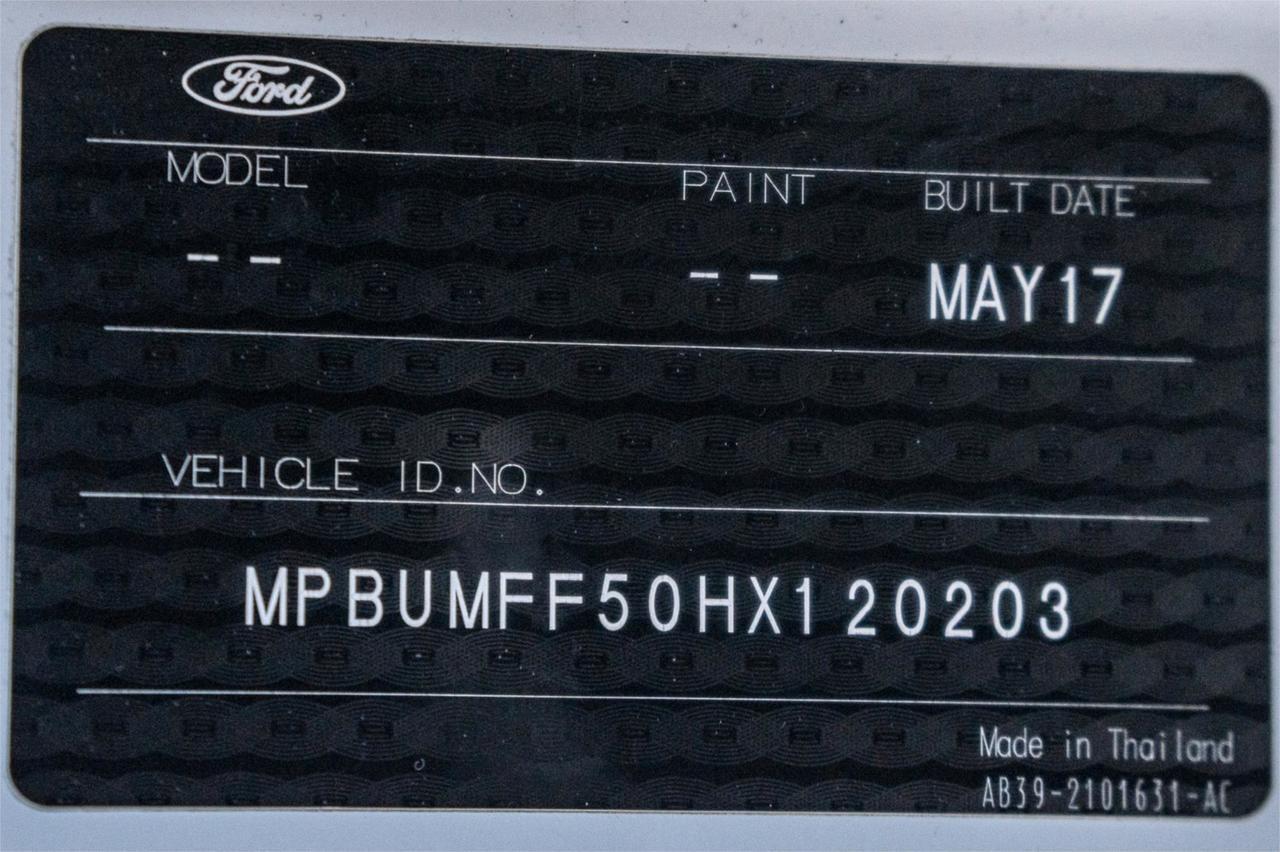 Ford
MODEL PAINT BUILT DATE
-- -- MAY17
VEHICLE ID.NO.
MPBUMFF50HX120203
Made in Thailand
AB39-2101631-AC